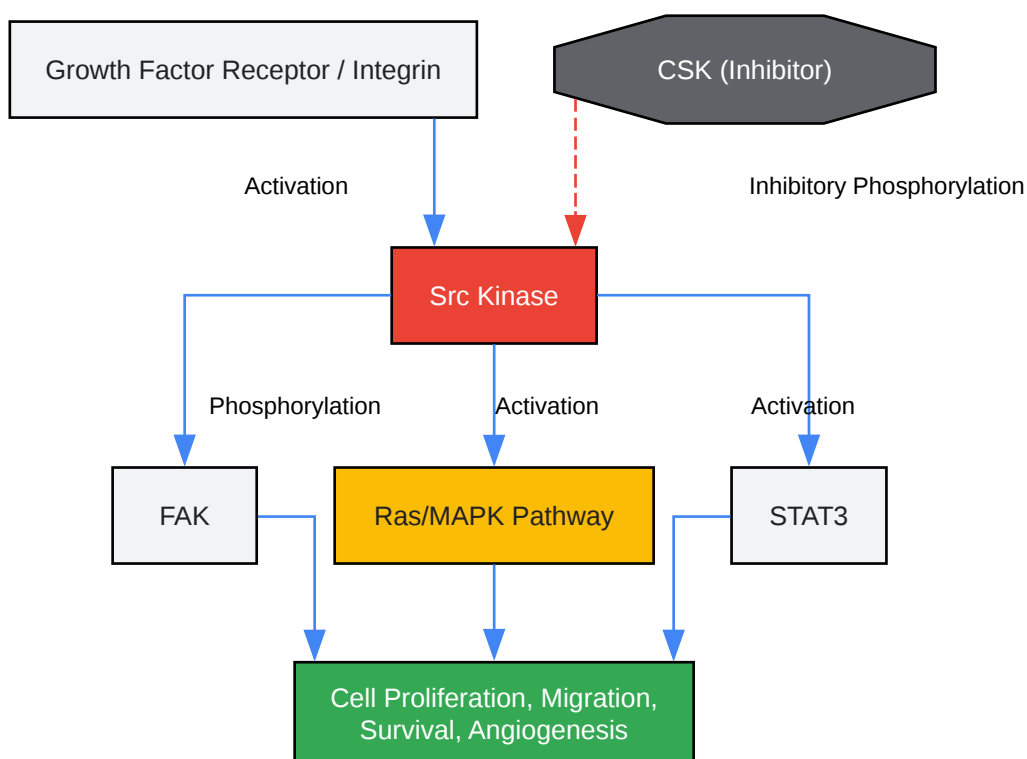 Growth Factor Receptor / Integrin
CSK (Inhibitor)
Activation
Inhibitory Phosphorylation
Src Kinase
Phosphorylation
Activation
Activation
FAK
Ras/MAPK Pathway
STAT3
Cell Proliferation, Migration,
Survival, Angiogenesis